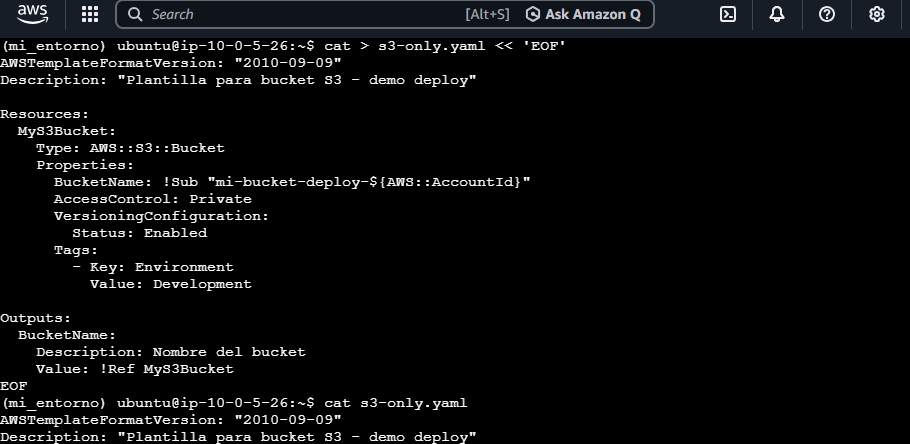 aws
Search [Alt+S] Ask Amazon Q
(mi_entorno) ubuntu@ip-10-0-5-26:~$ cat > s3-only.yaml << 'EOF'
AWSTemplateFormatVersion: "2010-09-09"
Description: "Plantilla para bucket S3 - demo deploy"

Resources:
  MyS3Bucket:
    Type: AWS::S3::Bucket
    Properties:
      BucketName: !Sub "mi-bucket-deploy-${AWS::AccountId}"
      AccessControl: Private
      VersioningConfiguration:
        Status: Enabled
      Tags:
        - Key: Environment
          Value: Development

Outputs:
  BucketName:
    Description: Nombre del bucket
    Value: !Ref MyS3Bucket
EOF
(mi_entorno) ubuntu@ip-10-0-5-26:~$ cat s3-only.yaml
AWSTemplateFormatVersion: "2010-09-09"
Description: "Plantilla para bucket S3 - demo deploy"